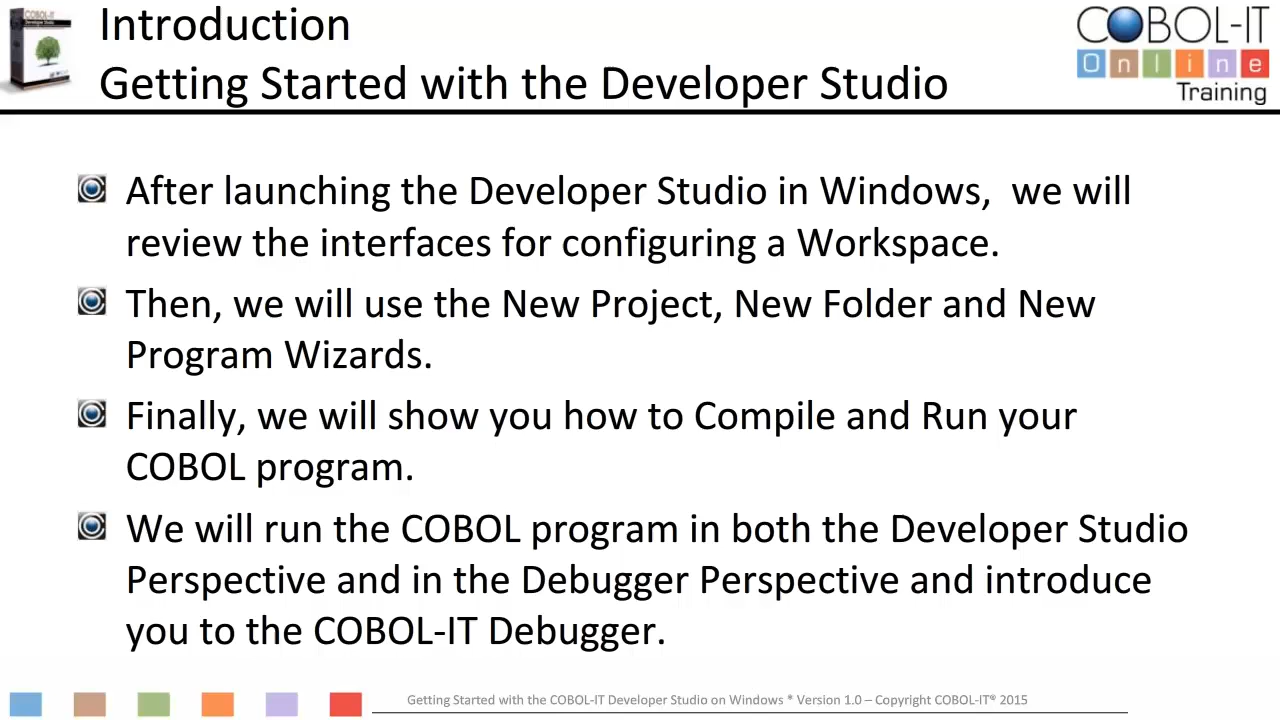 Introduction
Getting Started with the Developer Studio
COBOL-IT
Online
Training
After launching the Developer Studio in Windows,  we will
review the interfaces for configuring a Workspace.
Then, we will use the New Project, New Folder and New
Program Wizards.
Finally, we will show you how to Compile and Run your
COBOL program.
We will run the COBOL program in both the Developer Studio
Perspective and in the Debugger Perspective and introduce
you to the COBOL-IT Debugger.
Getting Started with the COBOL-IT Developer Studio on Windows * Version 1.0 – Copyright COBOL-IT® 2015